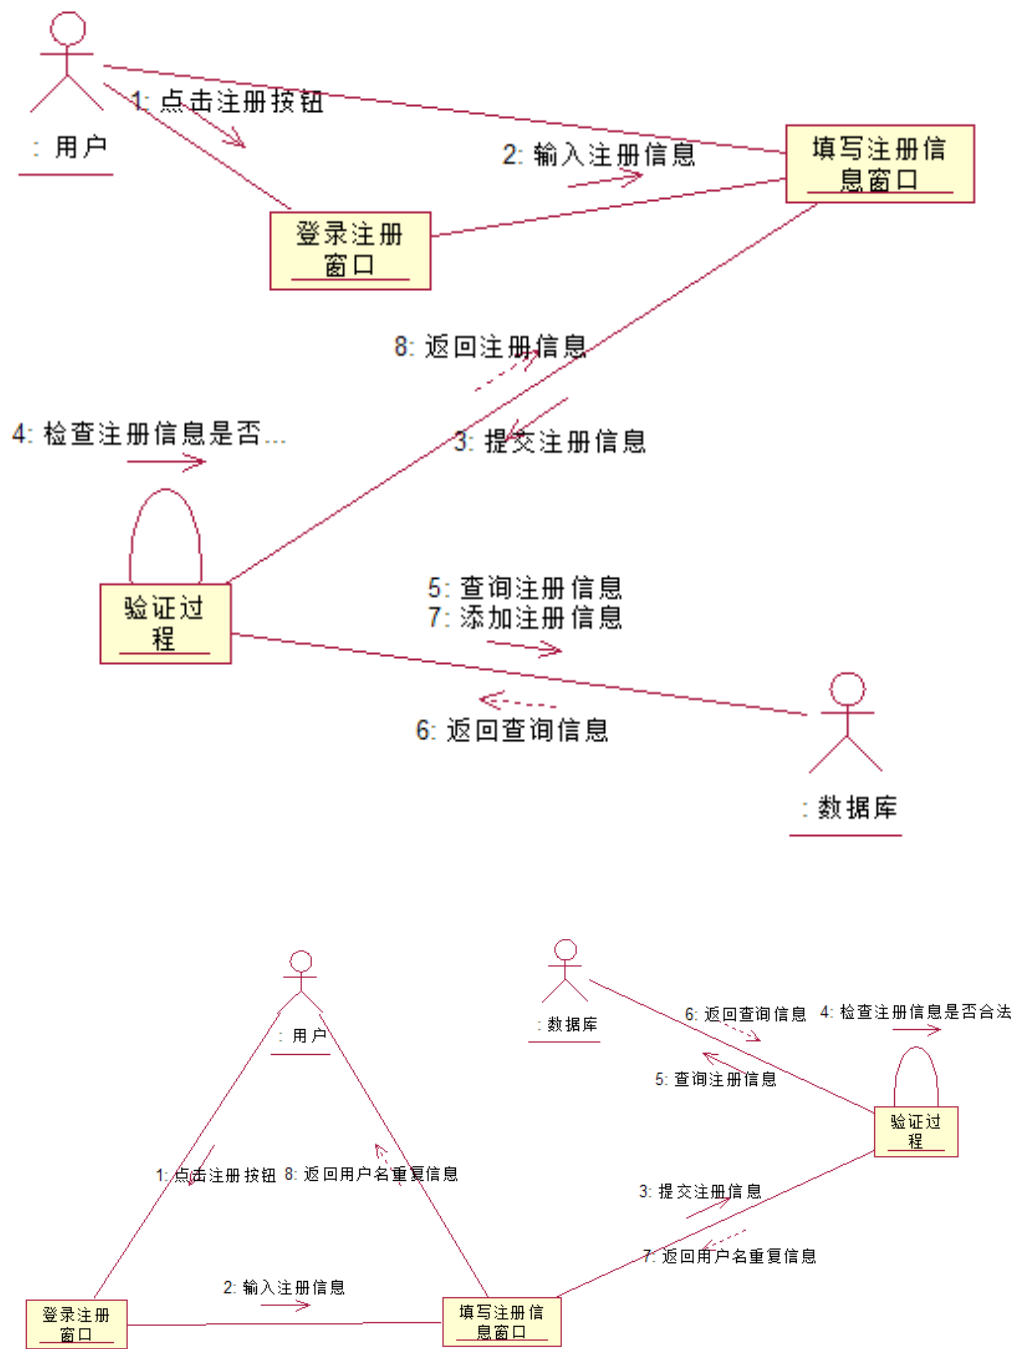 1: 点击注册按钮
: 用户
2: 输入注册信息
填写注册信
息窗口
登录注册
窗口
8: 返回注册信息
4: 检查注册信息是否...
3: 提交注册信息
5: 查询注册信息
7: 添加注册信息
验证过
程
6: 返回查询信息
: 数据库
: 用户
: 数据库
6: 返回查询信息
4: 检查注册信息是否合法
5: 查询注册信息
验证过
程
1: 点击注册按钮
8: 返回用户名重复信息
3: 提交注册信息
7: 返回用户名重复信息
2: 输入注册信息
登录注册
窗口
填写注册信
息窗口